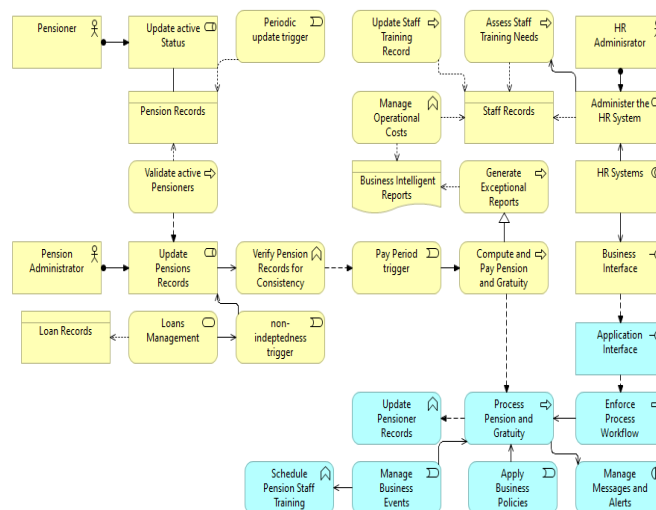 Pensioner
Update active
Status
Periodic
update trigger
Update Staff
Training
Record
Assess Staff
Training Needs
HR
Adminisrator
Pension Records
Manage
Operational
Costs
Staff Records
Administer the
HR System
Validate active
Pensioners
Business Intelligent
Reports
Generate
Exceptional
Reports
HR Systems
Pension
Administrator
Update
Pensions
Records
Verify Pension
Records for
Consistency
Pay Period
trigger
Compute and
Pay Pension
and Gratuity
Business
Interface
Loan Records
Loans
Management
non-
indeptedness
trigger
Application
Interface
Update
Pensioner
Records
Process
Pension and
Gratuity
Enforce
Process
Workflow
Schedule
Pension Staff
Training
Manage
Business
Events
Apply
Business
Policies
Manage
Messages and
Alerts